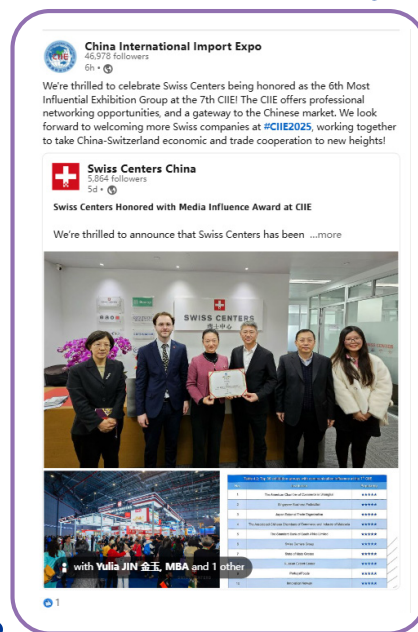 China International Import Expo
46,978 followers
6h •
We're thrilled to celebrate Swiss Centers being honored as the 6th Most
Influential Exhibition Group at the 7th CIIE! The CIIE offers professional
networking opportunities, and a gateway to the Chinese market. We look
forward to welcoming more Swiss companies at #CIIE2025, working together
to take China-Switzerland economic and trade cooperation to new heights!
Swiss Centers China
5,864 followers
5d •
Swiss Centers Honored with Media Influence Award at CIIE
We're thrilled to announce that Swiss Centers has been ...more
SWISS CENTERS
瑞士中心
with Yulia JIN 金玉, MBA and 1 other
1